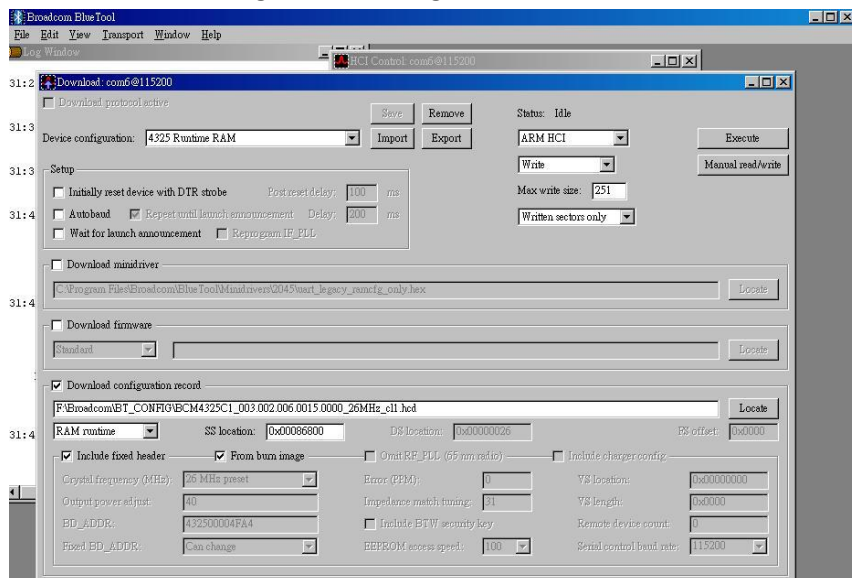 Broadcom BlueTool
File Edit View Transport Window Help
Log Window
HCI Control: com6@115200
Download: com6@115200
Download protocol active
Save Remove Status: Idle
Device configuration: 4325 Runtime RAM Import Export ARM HCI Execute
Setup Write Manual read/write
Initially reset device with DTR strobe Post reset delay: 100 ms Max write size: 251
Autobaud Repeat until launch announcement Delay: 200 ms Written sectors only
Wait for launch announcement Reprogram IF_PLL
Download minidriver
C:\Program Files\Broadcom\BlueTool\Minidrivers\2045\uart_legacy_ramcfg_only.hex Locate
Download firmware
Standard Locate
Download configuration record
F:\Broadcom\BT_CONFIG\BCM4325C1_003.002.006.0015.0000_26MHz_cl1.hcd Locate
RAM runtime SS location: 0x00086800 DS location: 0x00000026 FS offset: 0x0000
Include fixed header From burn image Omit RF_PLL (65 nm radio) Include charger config
Crystal frequency (MHz): 26 MHz preset Error (PPM): 0 VS location: 0x00000000
Output power adjust: 40 Impedance match tuning: 31 VS length: 0x0000
BD_ADDR: 432500004FA4 Include BTW security key Remote device count: 0
Fixed BD_ADDR: Can change EEPROM access speed: 100 Serial control baud rate: 115200
31:2
31:3
31:3
31:4
31:4
31:4